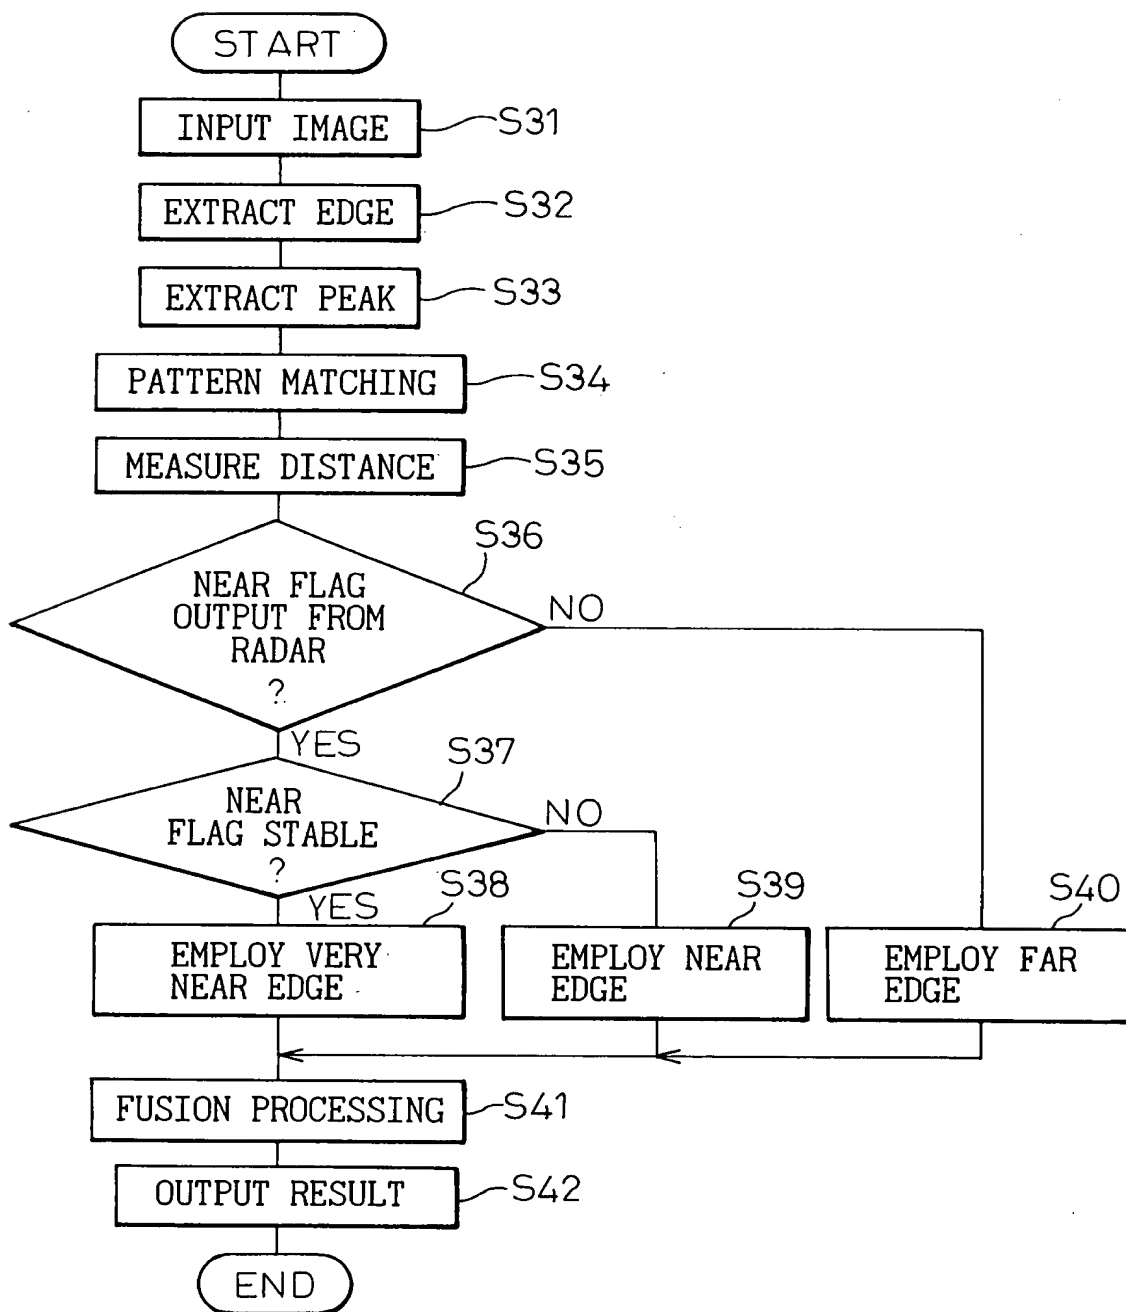 START
INPUT IMAGE
S31
EXTRACT EDGE
S32
EXTRACT PEAK
S33
PATTERN MATCHING
S34
MEASURE DISTANCE
S35
S36
NEAR FLAG
OUTPUT FROM
RADAR
?
NO
YES
S37
NEAR
FLAG STABLE
?
NO
YES
S38
EMPLOY VERY
NEAR EDGE
S39
EMPLOY NEAR
EDGE
S40
EMPLOY FAR
EDGE
FUSION PROCESSING
S41
OUTPUT RESULT
S42
END